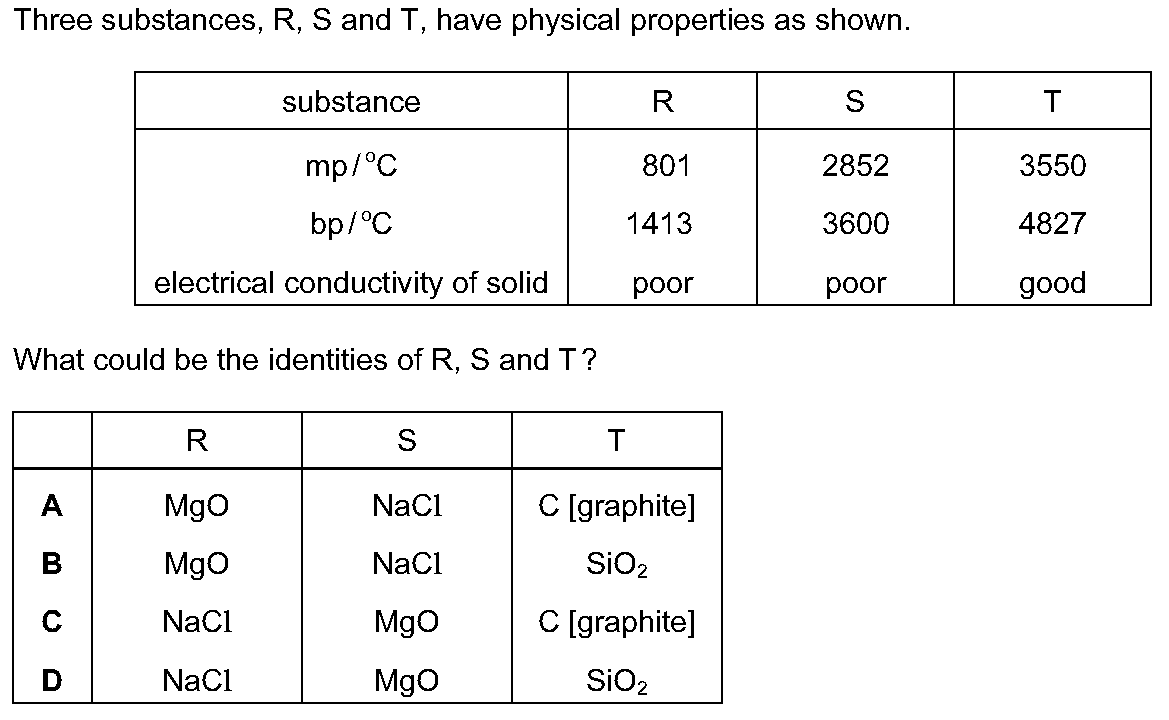 Three substances, R, S and T, have physical properties as shown.
substance R S T
mp / °C 801 2852 3550
bp / °C 1413 3600 4827
electrical conductivity of solid poor poor good
What could be the identities of R, S and T?
R S T
A MgO NaCl C [graphite]
B MgO NaCl SiO₂
C NaCl MgO C [graphite]
D NaCl MgO SiO₂